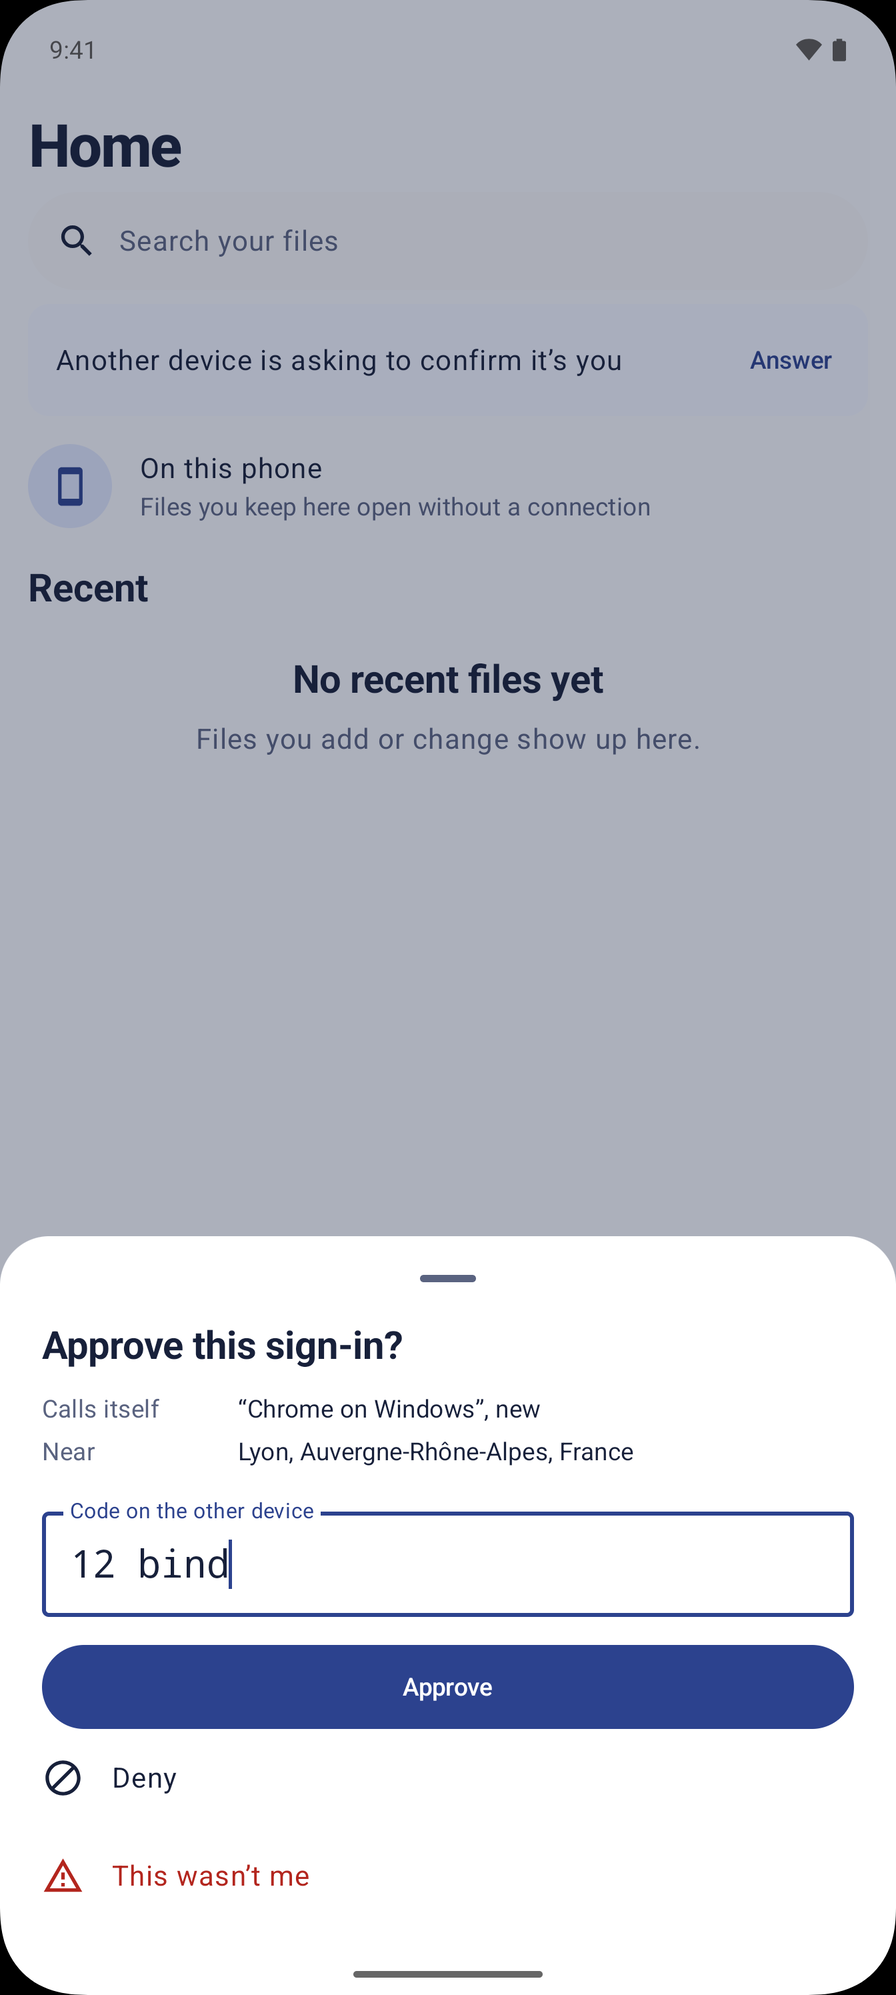 9:41
Home
Search your files
Another device is asking to confirm it’s you
Answer
On this phone
Files you keep here open without a connection
Recent
No recent files yet
Files you add or change show up here.
Approve this sign-in?
Calls itself “Chrome on Windows”, new
Near Lyon, Auvergne-Rhône-Alpes, France
Code on the other device
12 bind
Approve
Deny
This wasn’t me